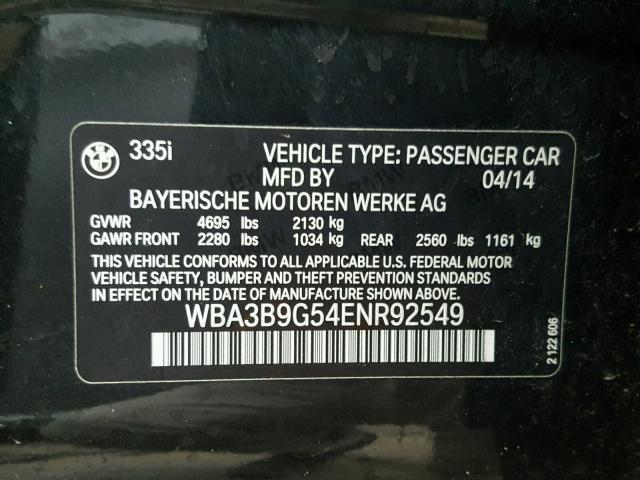 BMW
335i VEHICLE TYPE: PASSENGER CAR
MFD BY 04/14
BAYERISCHE MOTOREN WERKE AG
GVWR 4695 lbs 2130 kg
GAWR FRONT 2280 lbs 1034 kg REAR 2560 lbs 1161 kg
THIS VEHICLE CONFORMS TO ALL APPLICABLE U.S. FEDERAL MOTOR
VEHICLE SAFETY, BUMPER AND THEFT PREVENTION STANDARDS
IN EFFECT ON THE DATE OF MANUFACTURE SHOWN ABOVE.
WBA3B9G54ENR92549
2 122 606